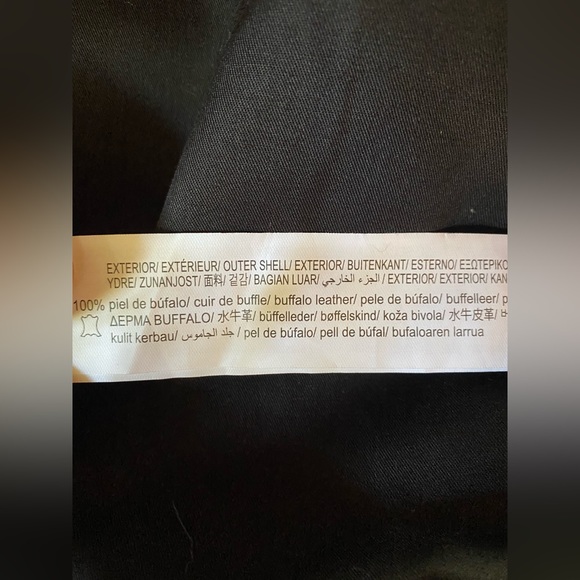 EXTERIOR/ EXTÉRIEUR/ OUTER SHELL/ EXTERIOR/ BUITENKANT/ ESTERNO/ ΕΞΩΤΕΡΙΚΟ
YDRE/ ZUNANJOST/ 面料/ 겉감/ BAGIAN LUAR/ الجزء الخارجي/ EXTERIOR/ EXTERIOR/ KAN
100% piel de búfalo/ cuir de buffle/ buffalo leather/ pele de búfalo/ buffelleer/ p
ΔΕΡΜΑ BUFFALO/ 水牛革/ büffelleder/ bøffelskind/ koža bivola/ 水牛皮革/
kulit kerbau/ جلد الجاموس / pel de búfalo/ pell de búfal/ bufaloaren larrua